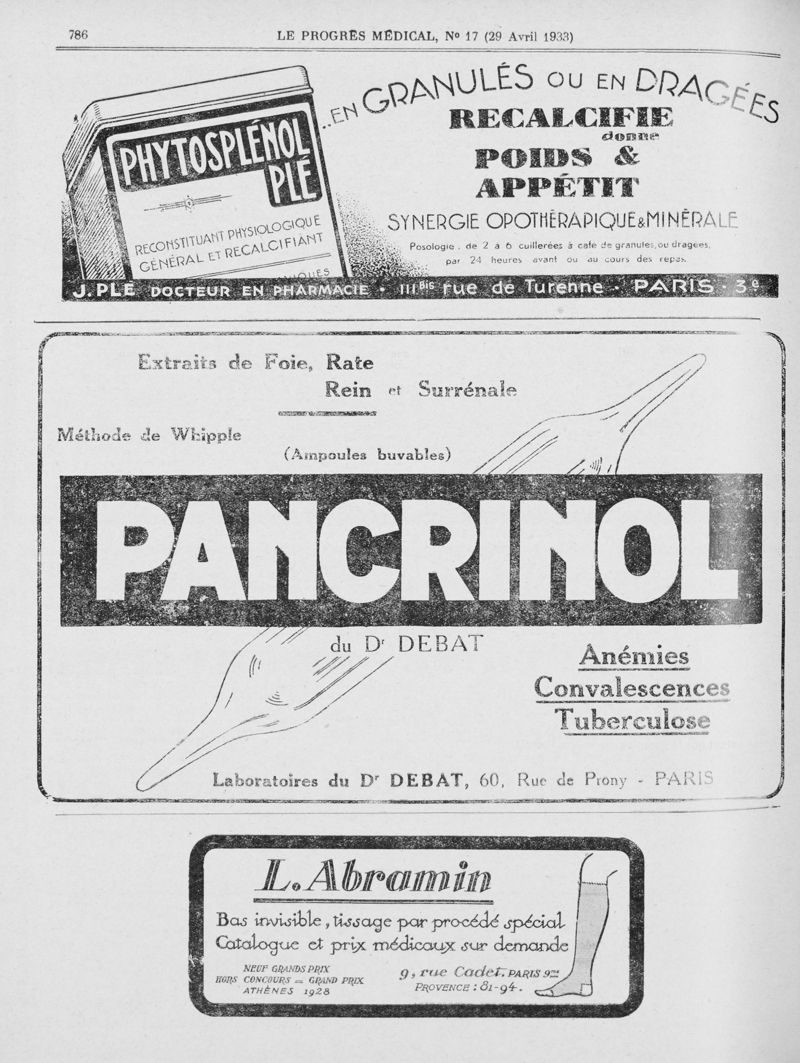 786
LE PROGRÈS MÉDICAL, Nº 17 (29 Avril 1933)
..EN GRANULÉS OU EN DRAGÉES
RECALCIFIE
donne
POIDS &
APPÉTIT
SYNERGIE OPOTHÉRAPIQUE & MINÉRALE
Posologie : de 2 à 6 cuillerées à café de granules, ou dragées,
par 24 heures avant ou au cours des repas.
PHYTOSPLÉNOL
PLÉ
RECONSTITUANT PHYSIOLOGIQUE
GÉNÉRAL ET RECALCIFIANT
J. PLÉ DOCTEUR EN PHARMACIE • 111 BIS rue de Turenne • PARIS • 3e
Extraits de Foie, Rate
Rein et Surrénale
Méthode de Whipple
(Ampoules buvables)
PANCRINOL
du Dr DEBAT
Anémies
Convalescences
Tuberculose
Laboratoires du Dr DEBAT, 60, Rue de Prony - PARIS
L. Abramin
Bas invisible, tissage par procédé spécial
Catalogue et prix médicaux sur demande
NEUF GRANDS PRIX
HORS CONCOURS = GRAND PRIX
ATHÈNES 1928
9, rue Cadet. PARIS 9me
PROVENCE : 81-94.